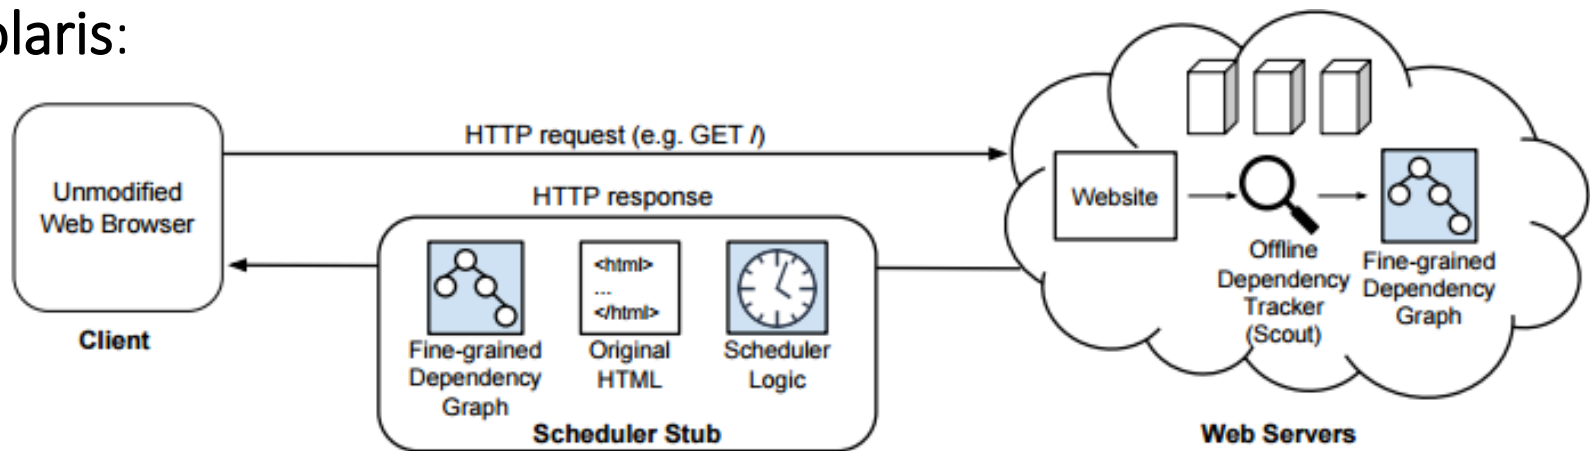 olaris:
HTTP request (e.g. GET /)
Unmodified
Web Browser
Client
HTTP response
<html>
...
</html>
Fine-grained
Dependency
Graph
Original
HTML
Scheduler
Logic
Scheduler Stub
Website
Offline
Dependency
Tracker
(Scout)
Fine-grained
Dependency
Graph
Web Servers